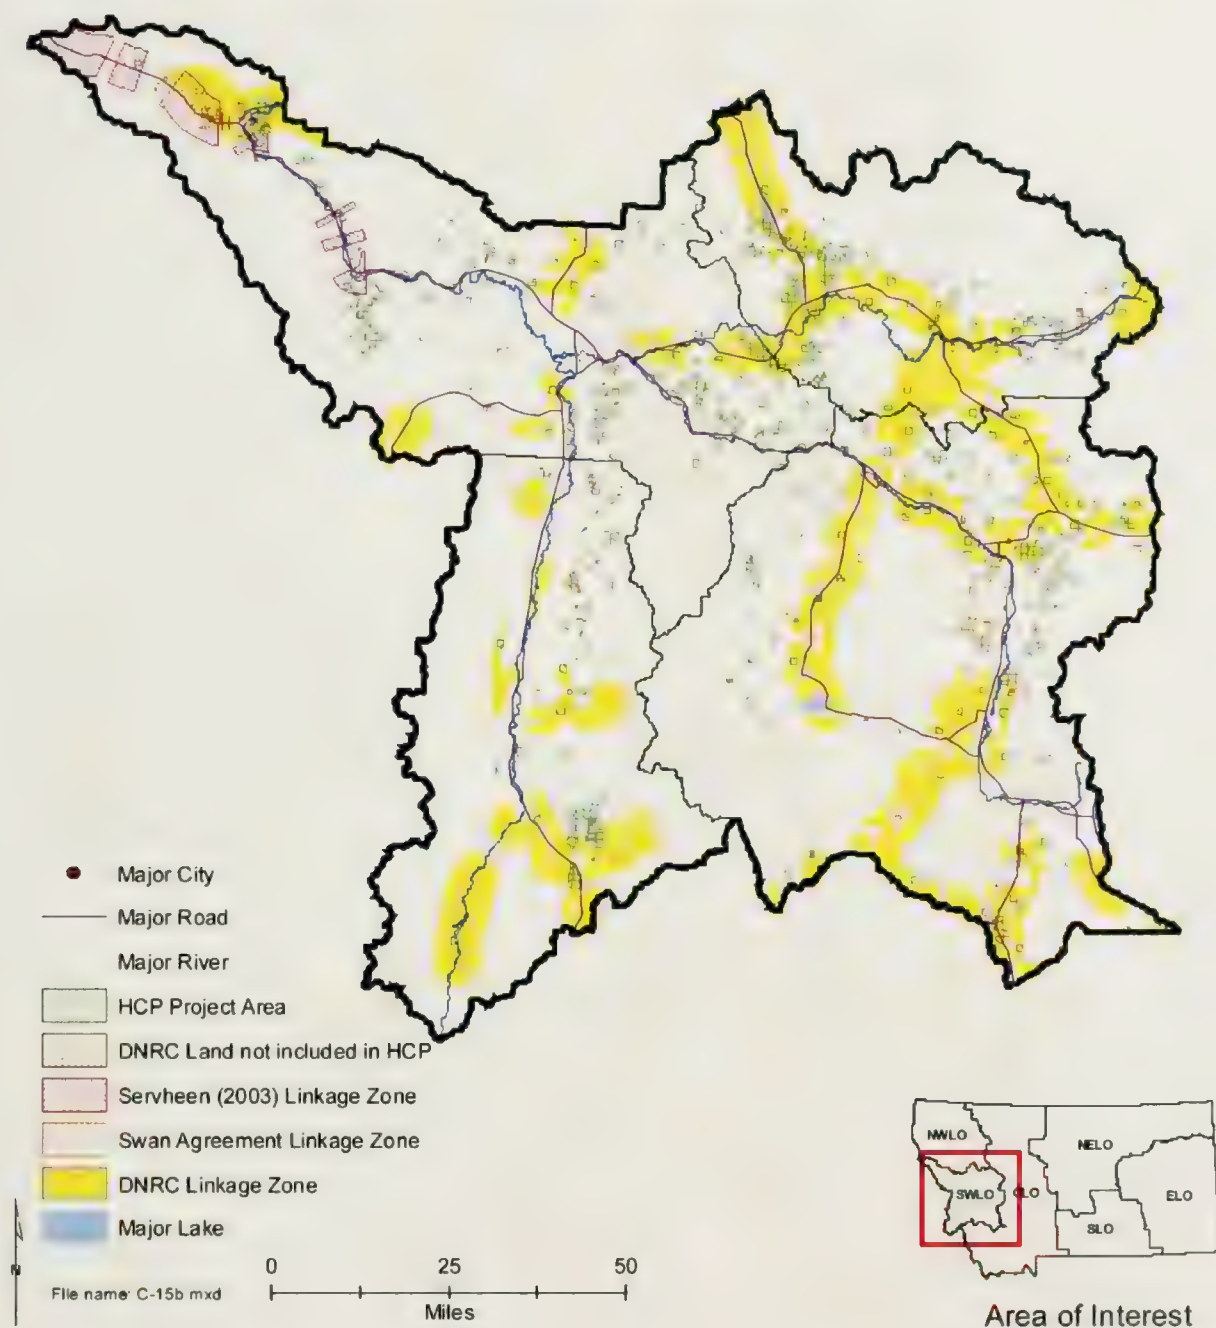 Major City
Major Road
Major River
HCP Project Area
DNRC Land not included in HCP
Servheen (2003) Linkage Zone
Swan Agreement Linkage Zone
DNRC Linkage Zone
Major Lake
N
File name: C-15b mxd
0 25 50
Miles
NWLO
NELO
SWLO
CLO
ELO
SLO
Area of Interest